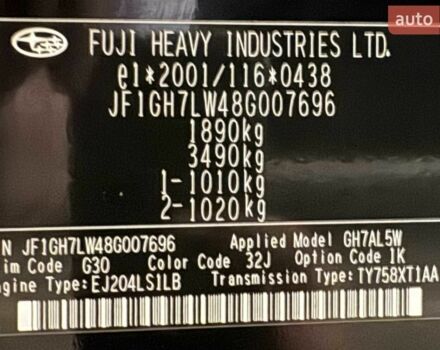 auto
FUJI HEAVY INDUSTRIES LTD.
e1*2001/116*0438
JF1GH7LW48G007696
1890kg
3490kg
1-1010kg
2-1020kg
N JF1GH7LW48G007696 Applied Model GH7AL5W
im Code G30 Color Code 32J Option Code 1K
ngine Type:EJ204LS1LB Transmission Type:TY758XT1AA